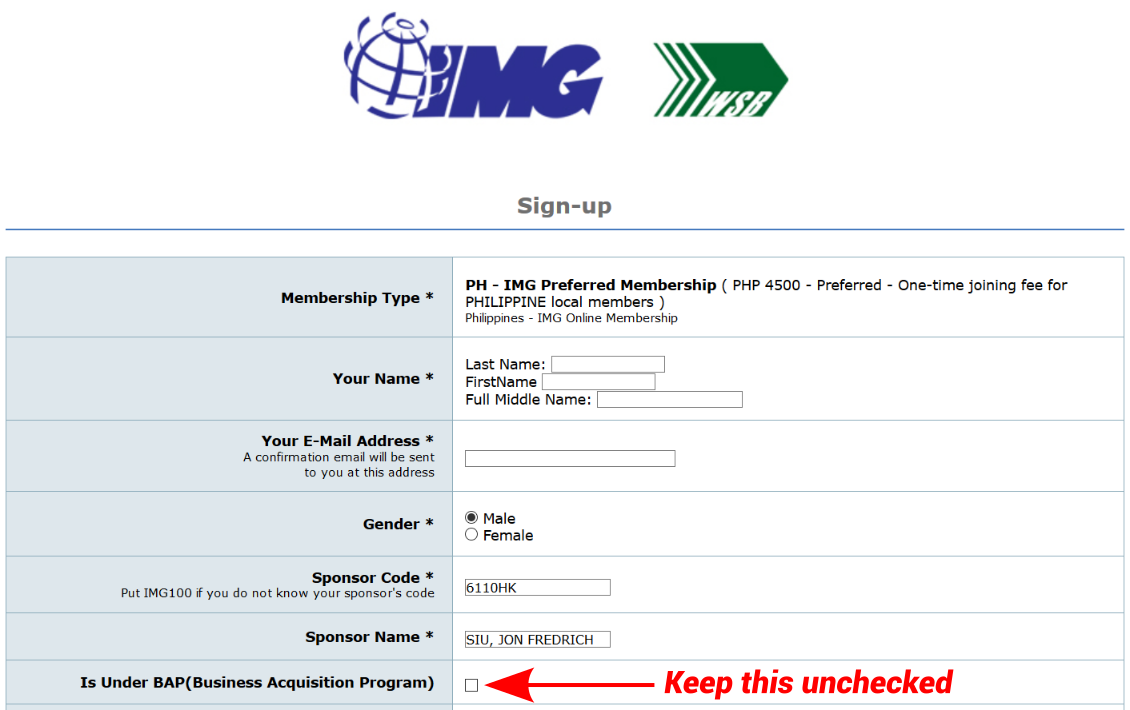 IMG
WSB
Sign-up
Membership Type *
PH - IMG Preferred Membership ( PHP 4500 - Preferred - One-time joining fee for
PHILIPPINE local members )
Philippines - IMG Online Membership
Your Name *
Last Name:
FirstName
Full Middle Name:
Your E-Mail Address *
A confirmation email will be sent
to you at this address
Gender *
Male
Female
Sponsor Code *
Put IMG100 if you do not know your sponsor's code
6110HK
Sponsor Name *
SIU, JON FREDRICH
Is Under BAP(Business Acquisition Program)
Keep this unchecked